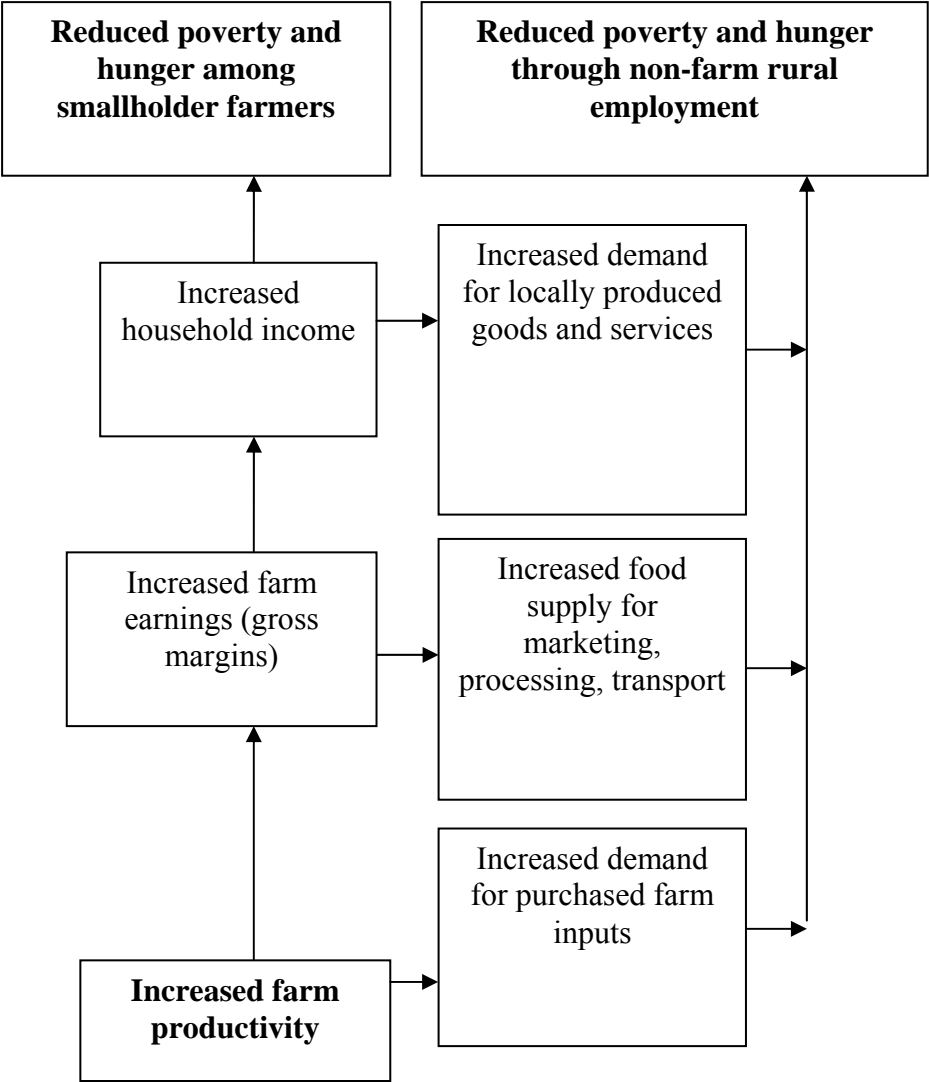 Reduced poverty and
hunger among
smallholder farmers
Reduced poverty and hunger
through non-farm rural
employment
Increased
household income
Increased demand
for locally produced
goods and services
Increased farm
earnings (gross
margins)
Increased food
supply for
marketing,
processing, transport
Increased demand
for purchased farm
inputs
Increased farm
productivity